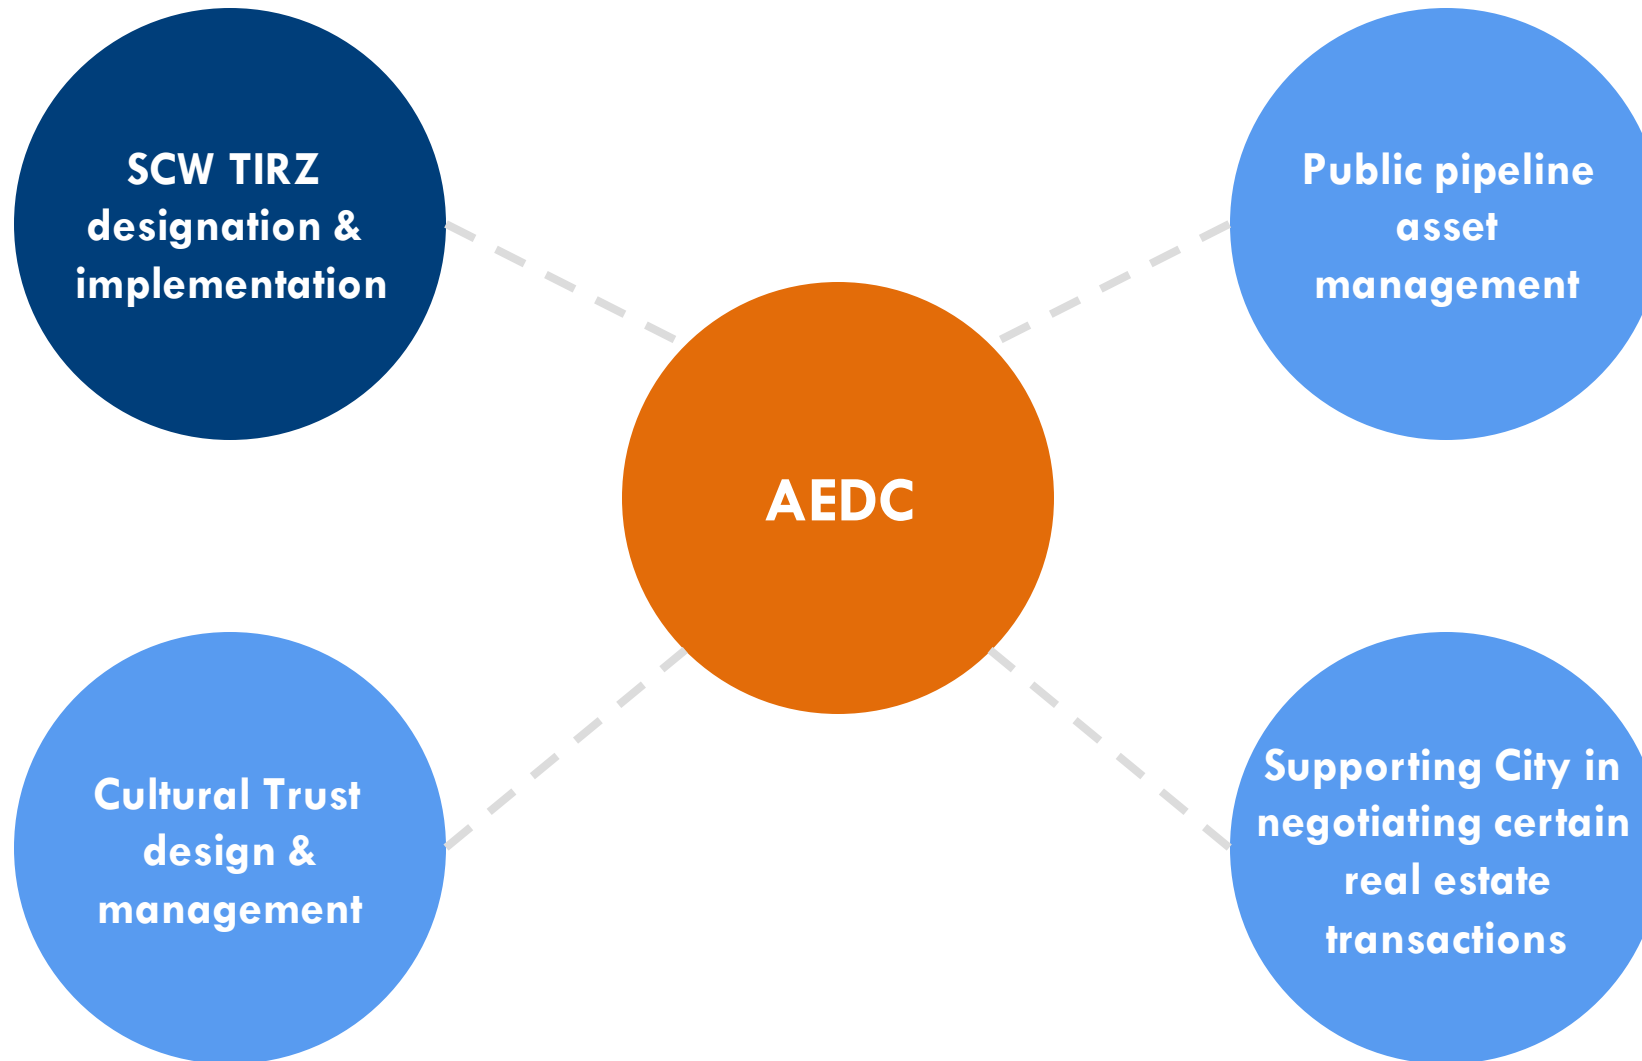 SCW TIRZ
designation &
implementation
Public pipeline
asset
management
AEDC
Cultural Trust
design &
management
Supporting City in
negotiating certain
real estate
transactions